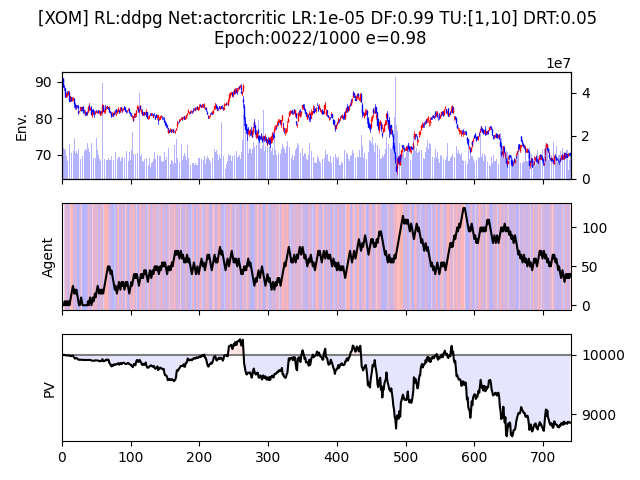 [XOM] RL:ddpg Net:actorcritic LR:1e-05 DF:0.99 TU:[1,10] DRT:0.05
Epoch:0022/1000 e=0.98
1e7
90
80
70
Env.
4
2
0
Agent
100
50
0
PV
10000
9000
0 100 200 300 400 500 600 700